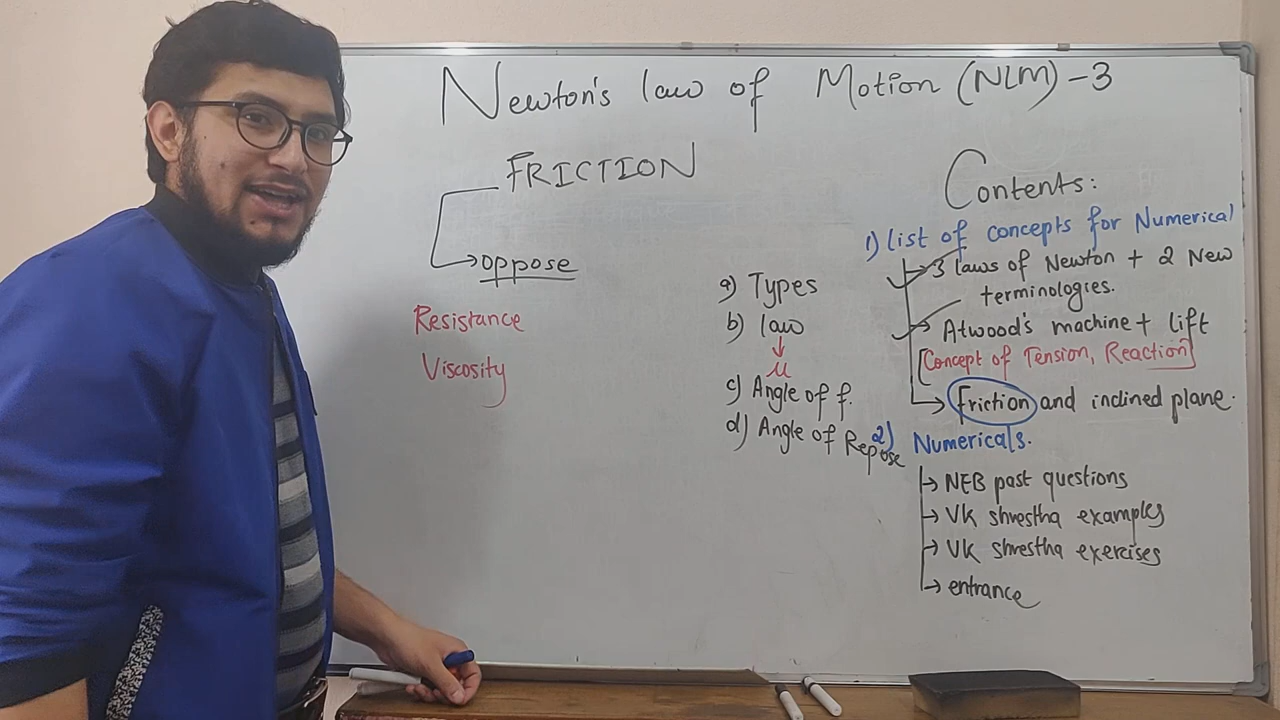 Newton's law of Motion (NLM) - 3
FRICTION
oppose
Resistance
Viscosity
a) Types
b) law
μ
c) Angle of f.
d) Angle of Repose
Contents:
1) list of concepts for Numerical
3 laws of Newton + 2 New
terminologies.
Atwood's machine + lift
[Concept of Tension, Reaction]
friction and inclined plane.
2) Numericals.
NEB past questions
VK shrestha examples
VK shrestha exercises
entrance